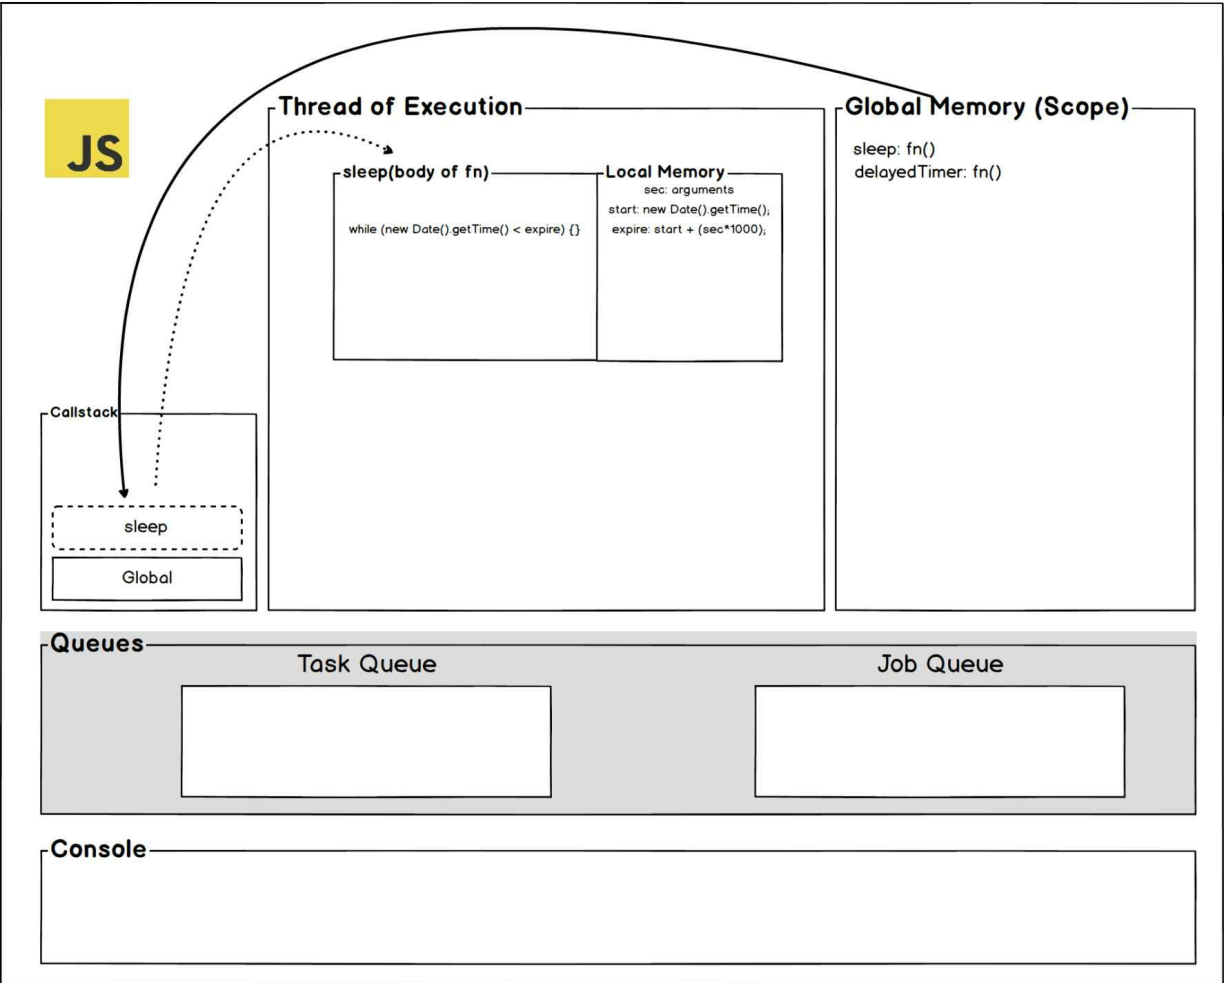 JS
Thread of Execution
Global Memory (Scope)
sleep: fn()
delayedTimer: fn()
sleep(body of fn)
Local Memory
sec: arguments
start: new Date().getTime();
while (new Date().getTime() < expire) {}
expire: start + (sec*1000);
Callstack
sleep
Global
Queues
Task Queue
Job Queue
Console